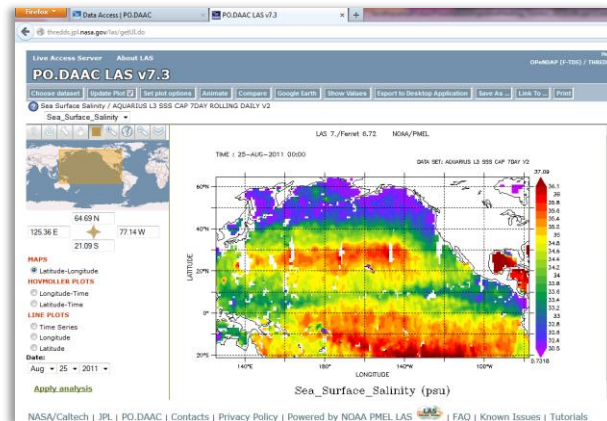 Firefox
Data Access | PO.DAAC
PO.DAAC LAS v7.3
thredds.jpl.nasa.gov/las/getUI.do
Live Access Server About LAS
OPeNDAP (F-TDS) / THREDD
PO.DAAC LAS v7.3
Choose dataset Update Plot Set plot options Animate Compare Google Earth Show Values Export to Desktop Application Save As ... Link To ... Print
Sea Surface Salinity / AQUARIUS L3 SSS CAP 7DAY ROLLING DAILY V2
Sea_Surface_Salinity
LAS 7./Ferret 6.72 NOAA/PMEL
TIME : 25-AUG-2011 00:00
DATA SET: AQUARIUS L3 SSS CAP 7DAY V2
64.69 N
125.36 E 77.14 W
21.09 S
MAPS
Latitude-Longitude
HOVMOLLER PLOTS
Longitude-Time
Latitude-Time
LINE PLOTS
Time Series
Longitude
Latitude
Date:
Aug 25 2011
Apply analysis
LATITUDE
60°N
40°N
20°N
0°
20°S
140°E 180° 140°W 100°W
LONGITUDE
37.09
36.1
35.6
35.4
35.2
35
34.8
34.6
34.4
34.2
34
33.8
33.6
33.4
33.2
33
32.8
32.4
30.5
0.7318
Sea_Surface_Salinity (psu)
NASA/Caltech | JPL | PO.DAAC | Contacts | Privacy Policy | Powered by NOAA PMEL LAS LAS | FAQ | Known Issues | Tutorials